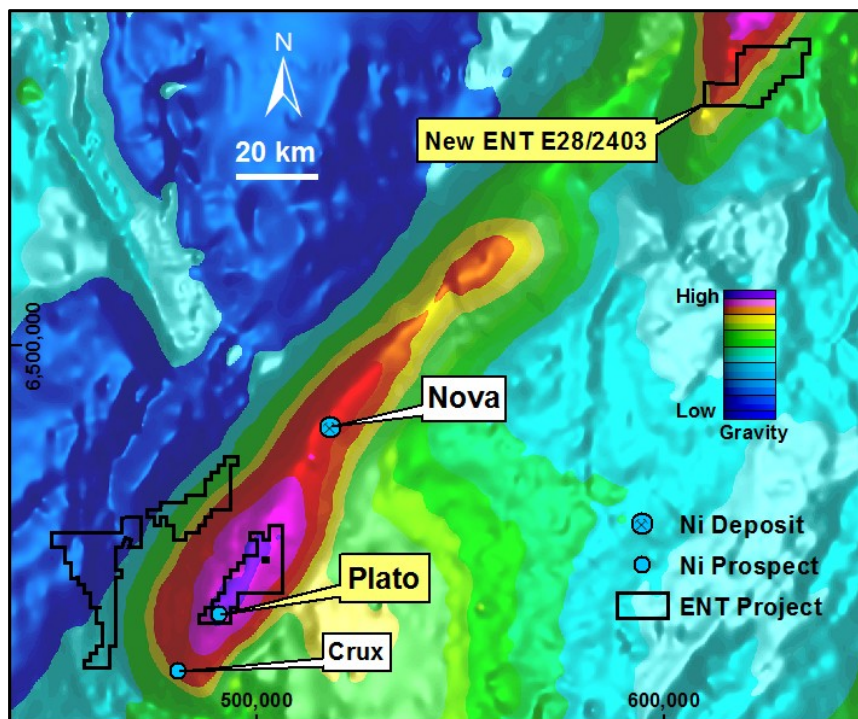 N
20 km
New ENT E28/2403
High
6,500,000
Nova
Low
Gravity
Ni Deposit
Ni Prospect
Plato
ENT Project
Crux
500,000
600,000